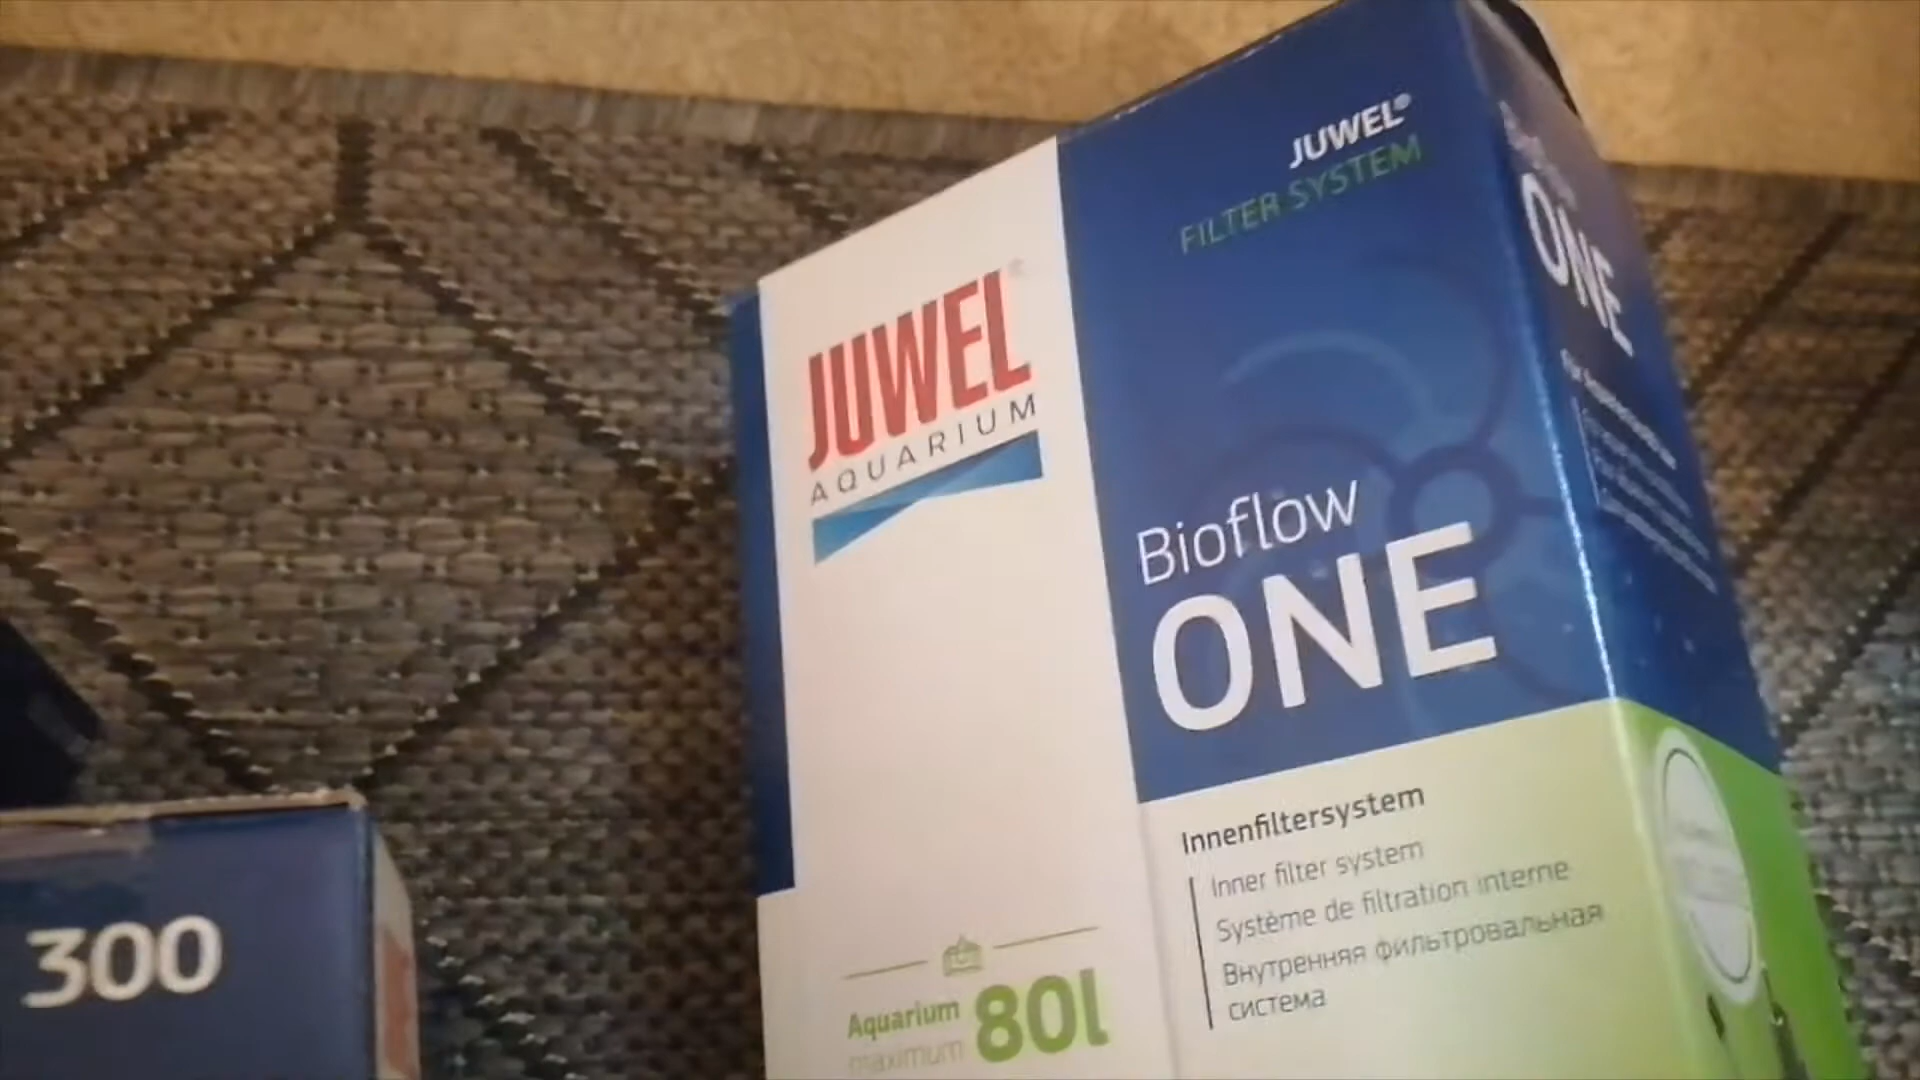 JUWEL®
FILTER SYSTEM
JUWEL®
AQUARIUM
Bioflow
ONE
ONE
Innenfiltersystem
Inner filter system
Système de filtration interne
Внутренняя фильтровальная
система
Aquarium
maximum
80l
300